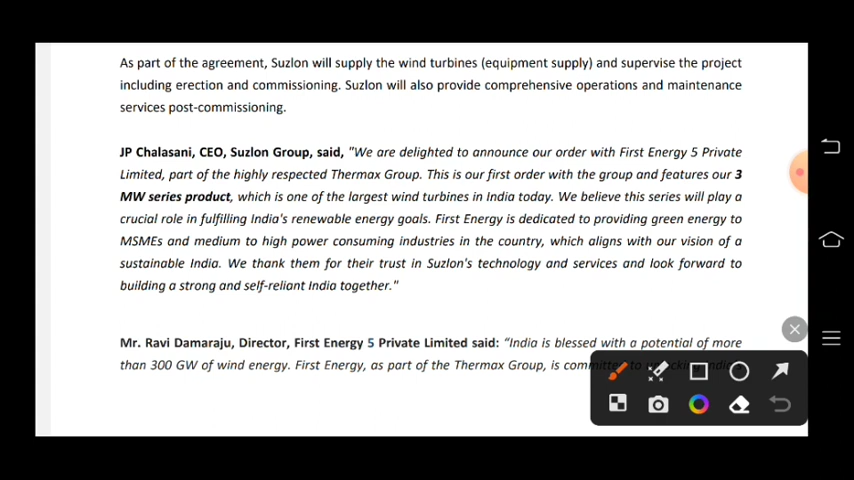 As part of the agreement, Suzlon will supply the wind turbines (equipment supply) and supervise the project
including erection and commissioning. Suzlon will also provide comprehensive operations and maintenance
services post-commissioning.
JP Chalasani, CEO, Suzlon Group, said, "We are delighted to announce our order with First Energy 5 Private
Limited, part of the highly respected Thermax Group. This is our first order with the group and features our 3
MW series product, which is one of the largest wind turbines in India today. We believe this series will play a
crucial role in fulfilling India's renewable energy goals. First Energy is dedicated to providing green energy to
MSMEs and medium to high power consuming industries in the country, which aligns with our vision of a
sustainable India. We thank them for their trust in Suzlon's technology and services and look forward to
building a strong and self-reliant India together."
Mr. Ravi Damaraju, Director, First Energy 5 Private Limited said: “India is blessed with a potential of more
than 300 GW of wind energy. First Energy, as part of the Thermax Group, is